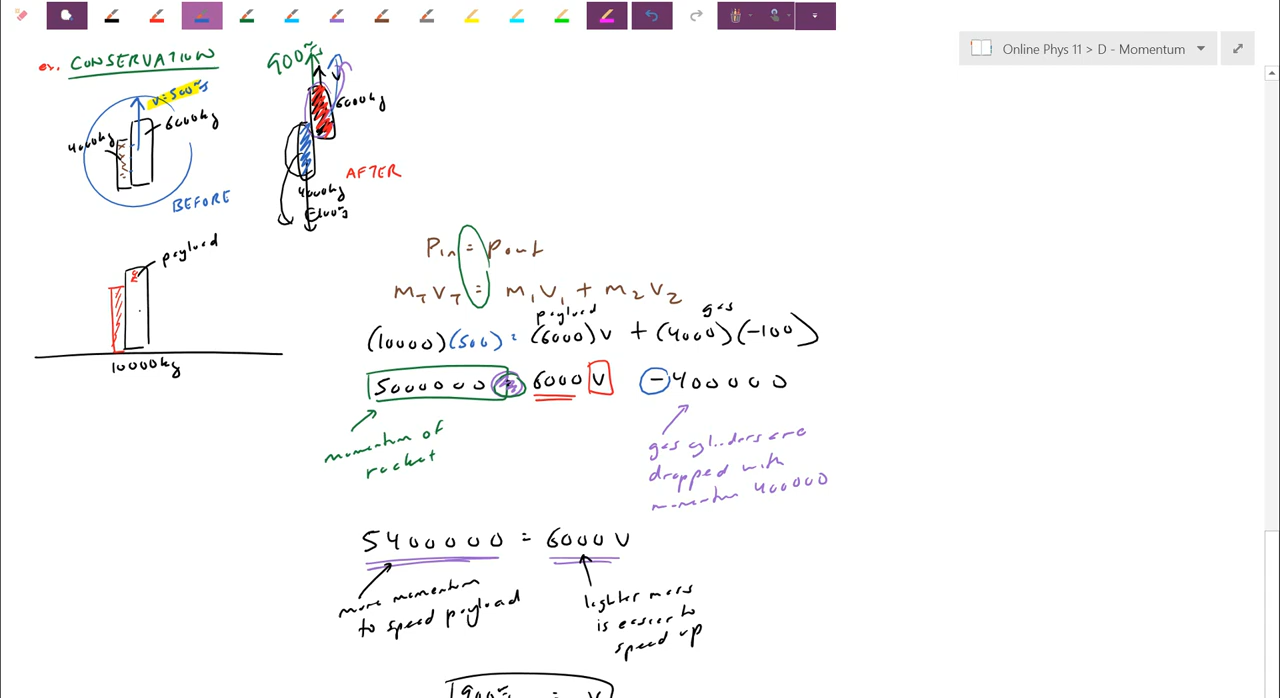 Online Phys 11 > D - Momentum
ex. CONSERVATION
v=500 m/s
6000kg
4000kg
BEFORE
900 m/s
6000kg
AFTER
4000kg
payload
10000kg
Pin = Pout
MTVT = M1V1 + M2V2
payload gas
(10000)(500) = (6000)V + (4000)(-100)
5000000 = 6000 V - 400000
momentum of
rocket
gas cylinders are
dropped with
momentum 400000
5400000 = 6000 V
more momentum
to speed payload
lighter mass
is easier to
speed up
900 m/s = V